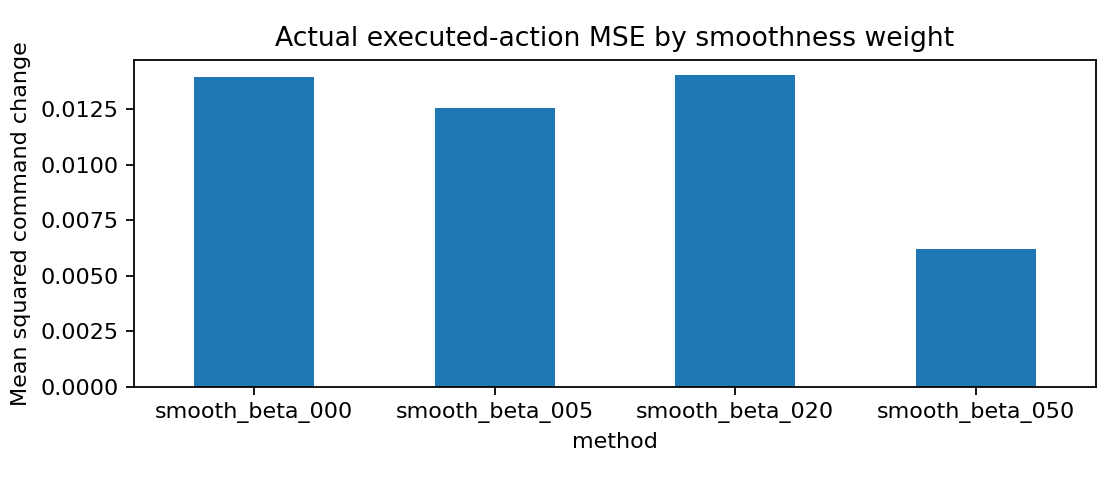 Actual executed-action MSE by smoothness weight
Mean squared command change
0.0125
0.0100
0.0075
0.0050
0.0025
0.0000
smooth_beta_000 smooth_beta_005 smooth_beta_020 smooth_beta_050
method